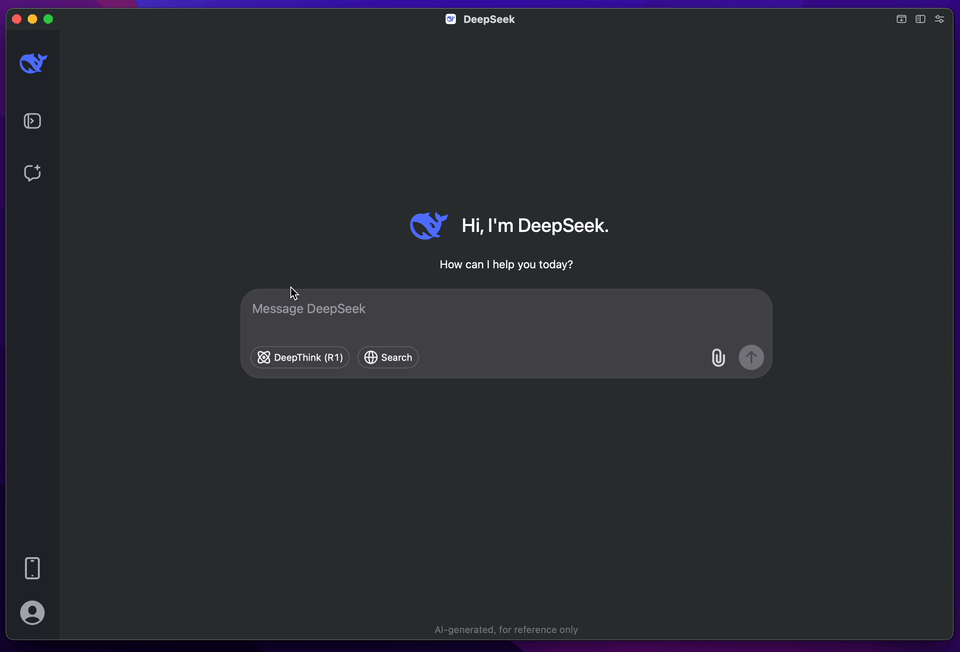 DeepSeek
Hi, I'm DeepSeek.
How can I help you today?
Message DeepSeek
DeepThink (R1) Search
AI-generated, for reference only